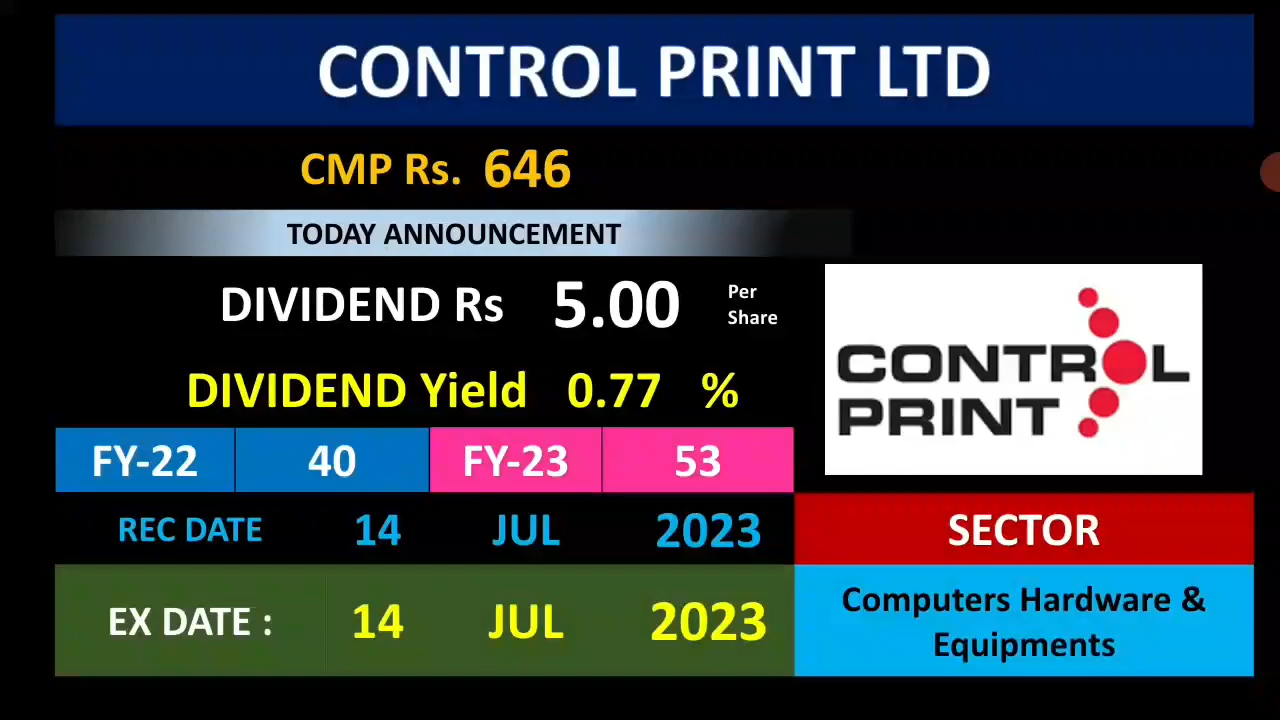 CONTROL PRINT LTD
CMP Rs. 646
TODAY ANNOUNCEMENT
DIVIDEND Rs 5.00 Per Share
DIVIDEND Yield 0.77 %
CONTROL
PRINT
FY-22 40 FY-23 53
REC DATE 14 JUL 2023
SECTOR
EX DATE : 14 JUL 2023
Computers Hardware &
Equipments